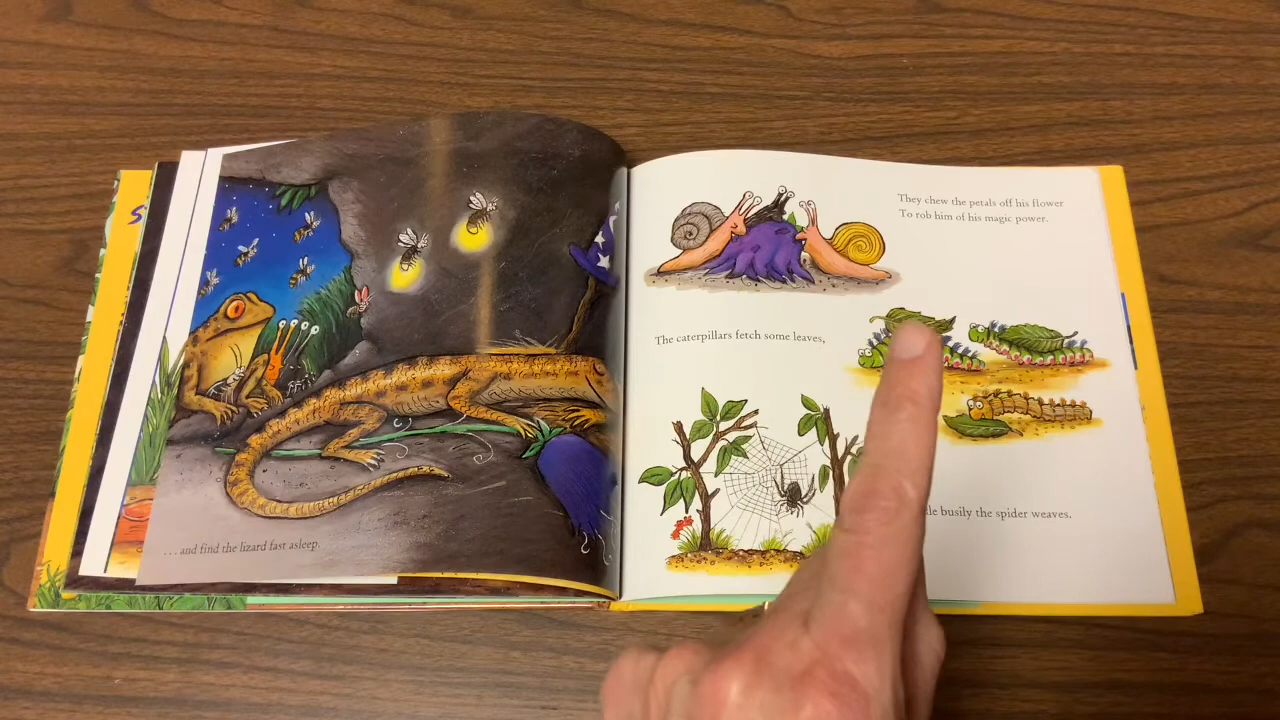 . . . and find the lizard fast asleep.
They chew the petals off his flower
To rob him of his magic power.
The caterpillars fetch some leaves,
busily the spider weaves.